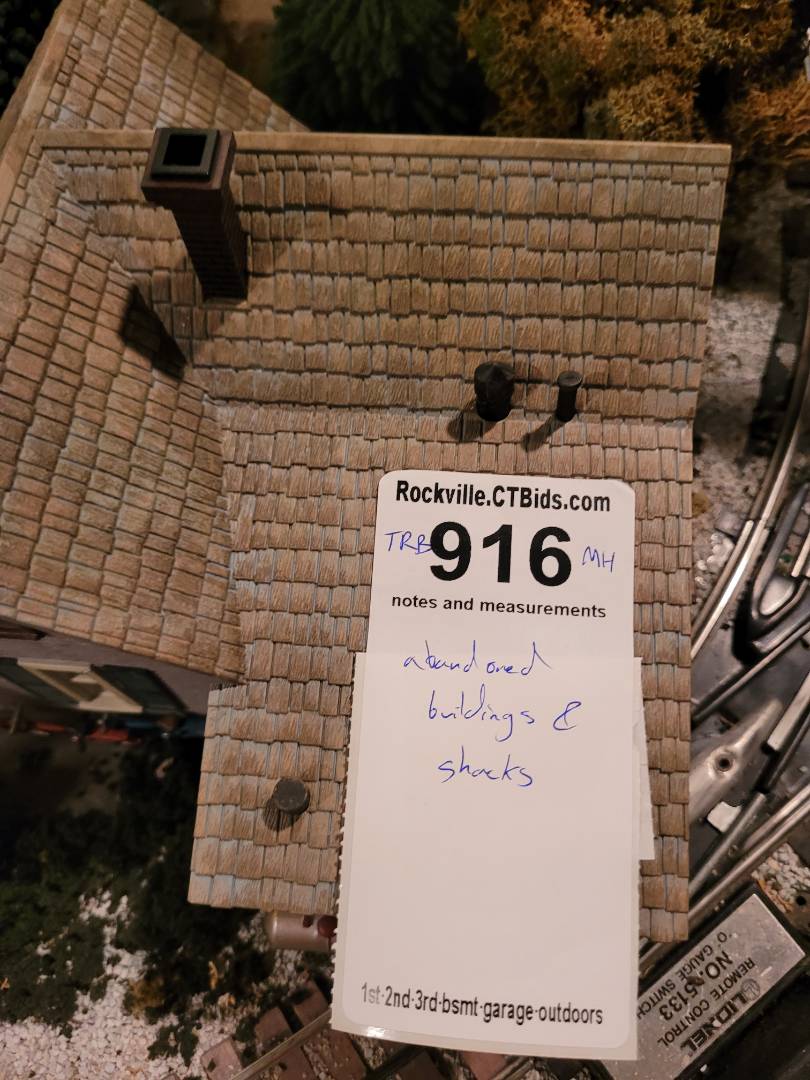 Rockville.CTBids.com
TRB 916 MH
notes and measurements
abandoned
buildings &
shacks
1st·2nd·3rd·bsmt·garage·outdoors
LIONEL
NO. 5133
REMOTE CONTROL
"O" GAUGE SWITCH